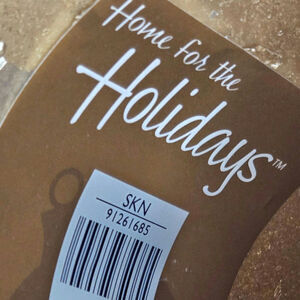 Home for the
Holidays™
SKN
91261685